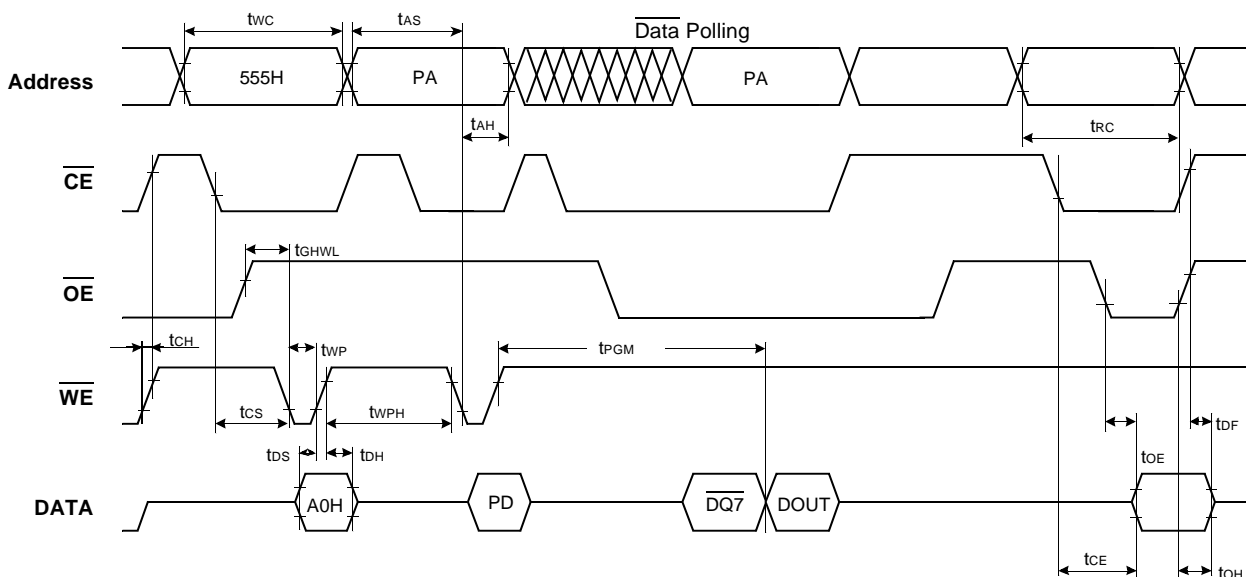 tWC
tAS
Data Polling
Address
555H
PA
PA
tAH
tRC
CE
tGHWL
OE
tCH
tWP
tPGM
WE
tCS
tWPH
tDF
tDS
tDH
tOE
DATA
A0H
PD
DQ7
DOUT
tCE
tOH